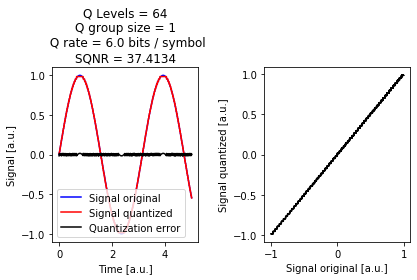 Q Levels = 64
Q group size = 1
Q rate = 6.0 bits / symbol
SQNR = 37.4134
1.0
0.5
0.0
−0.5
−1.0
Signal [a.u.]
Signal original
Signal quantized
Quantization error
0
2
4
Time [a.u.]
1.0
0.5
0.0
−0.5
−1.0
Signal quantized [a.u.]
−1
0
1
Signal original [a.u.]